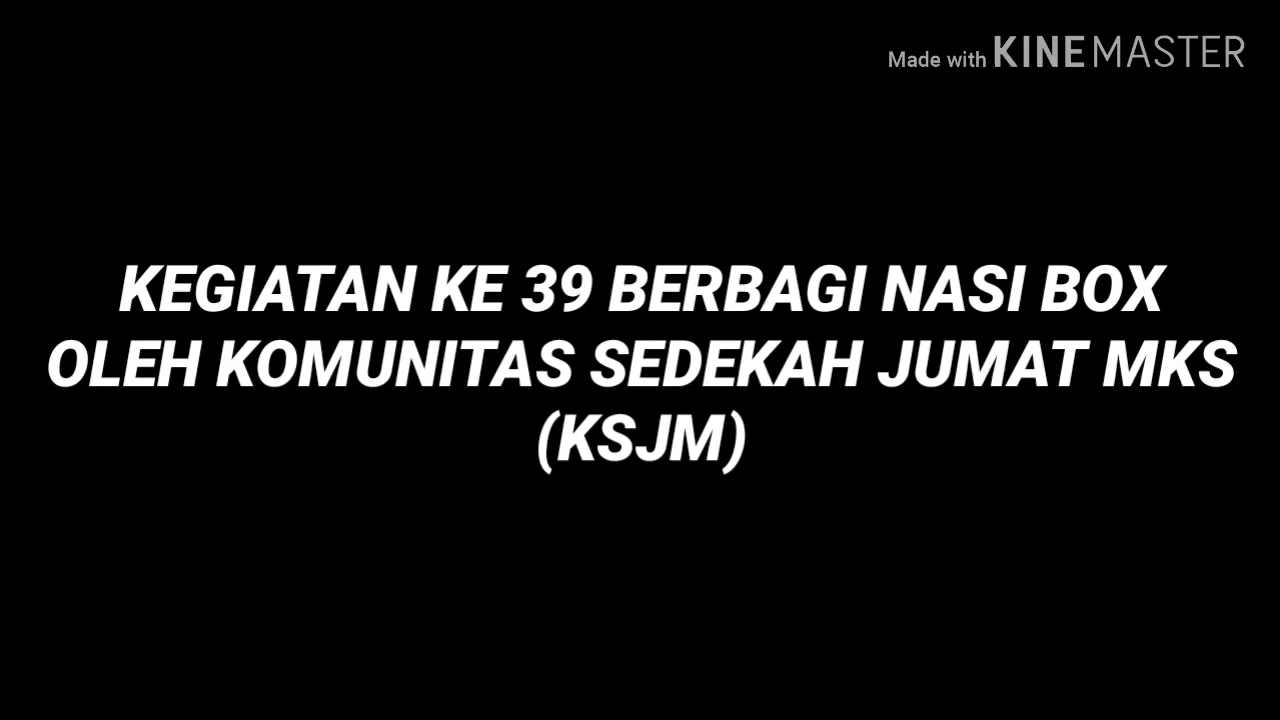 Made with KINEMASTER
KEGIATAN KE 39 BERBAGI NASI BOX
OLEH KOMUNITAS SEDEKAH JUMAT MKS
(KSJM)